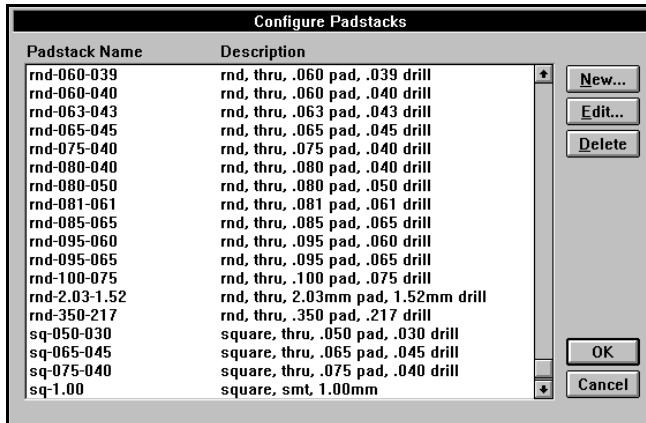 Configure Padstacks
Padstack Name Description
rnd-060-039 rnd, thru, .060 pad, .039 drill
rnd-060-040 rnd, thru, .060 pad, .040 drill
rnd-063-043 rnd, thru, .063 pad, .043 drill
rnd-065-045 rnd, thru, .065 pad, .045 drill
rnd-075-040 rnd, thru, .075 pad, .040 drill
rnd-080-040 rnd, thru, .080 pad, .040 drill
rnd-080-050 rnd, thru, .080 pad, .050 drill
rnd-081-061 rnd, thru, .081 pad, .061 drill
rnd-085-065 rnd, thru, .085 pad, .065 drill
rnd-095-060 rnd, thru, .095 pad, .060 drill
rnd-095-065 rnd, thru, .095 pad, .065 drill
rnd-100-075 rnd, thru, .100 pad, .075 drill
rnd-2.03-1.52 rnd, thru, 2.03mm pad, 1.52mm drill
rnd-350-217 rnd, thru, .350 pad, .217 drill
sq-050-030 square, thru, .050 pad, .030 drill
sq-065-045 square, thru, .065 pad, .045 drill
sq-075-040 square, thru, .075 pad, .040 drill
sq-1.00 square, smt, 1.00mm
New...
Edit...
Delete
OK
Cancel